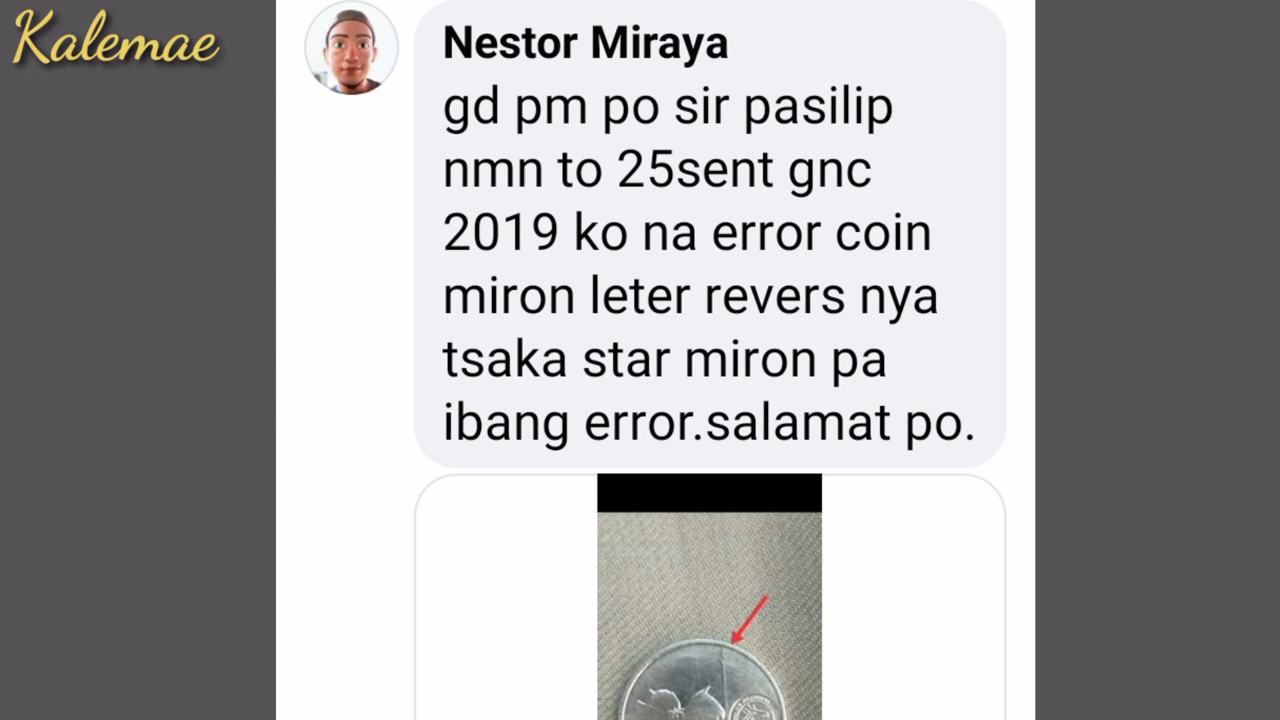 Kalemae
Nestor Miraya
gd pm po sir pasilip
nmn to 25sent gnc
2019 ko na error coin
miron leter revers nya
tsaka star miron pa
ibang error.salamat po.